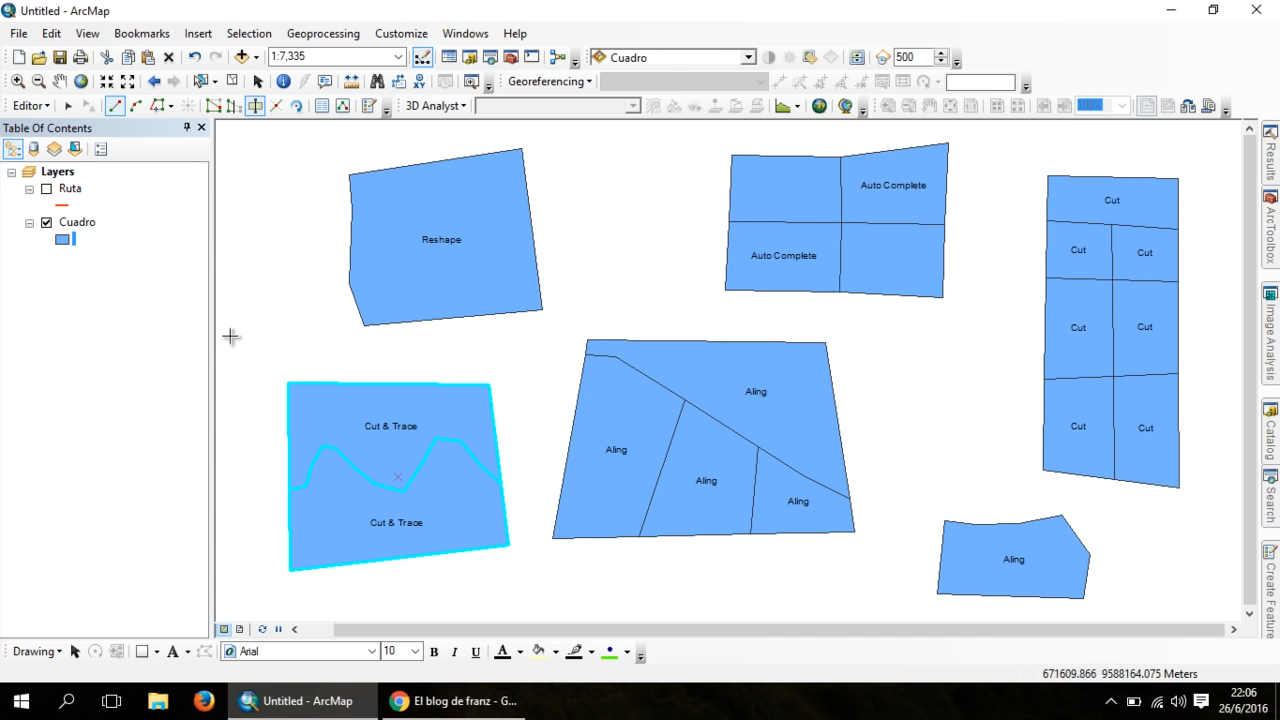 Untitled - ArcMap
File Edit View Bookmarks Insert Selection Geoprocessing Customize Windows Help
1:7,335 Cuadro 500
Georeferencing
Editor 3D Analyst 100%
Table Of Contents
Layers
Ruta
Cuadro
Reshape
Auto Complete
Auto Complete
Cut
Cut Cut
Cut Cut
Cut Cut
Cut & Trace
Cut & Trace
Aling
Aling
Aling
Aling
Aling
Results
ArcToolbox
Image Analysis
Catalog
Search
Create Feature
Drawing A Arial 10 B I U A
671609.866 9588164.075 Meters
Untitled - ArcMap El blog de franz - G...
22:06
26/6/2016